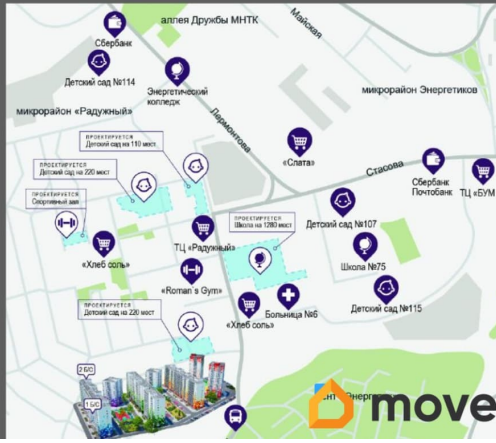 аллея Дружбы МНТК
Майская
Сбербанк
Детский сад №114
Энергетический
колледж
микрорайон Энергетиков
микрорайон «Радужный»
Лермонтова
ПРОЕКТИРУЕТСЯ
Детский сад на 110 мест
«Слата»
ПРОЕКТИРУЕТСЯ
Детский сад на 220 мест
Стасова
Сбербанк
Почтобанк
ТЦ «БУМ
ПРОЕКТИРУЕТСЯ
Спортивный зал
ПРОЕКТИРУЕТСЯ
Школа на 1280 мест
Детский сад №107
ТЦ «Радужный»
«Хлеб соль»
Школа №75
«Roman's Gym»
Детский сад №115
Больница №6
«Хлеб соль»
ПРОЕКТИРУЕТСЯ
Детский сад на 220 мест
2 Б/С
1 Б/С
move